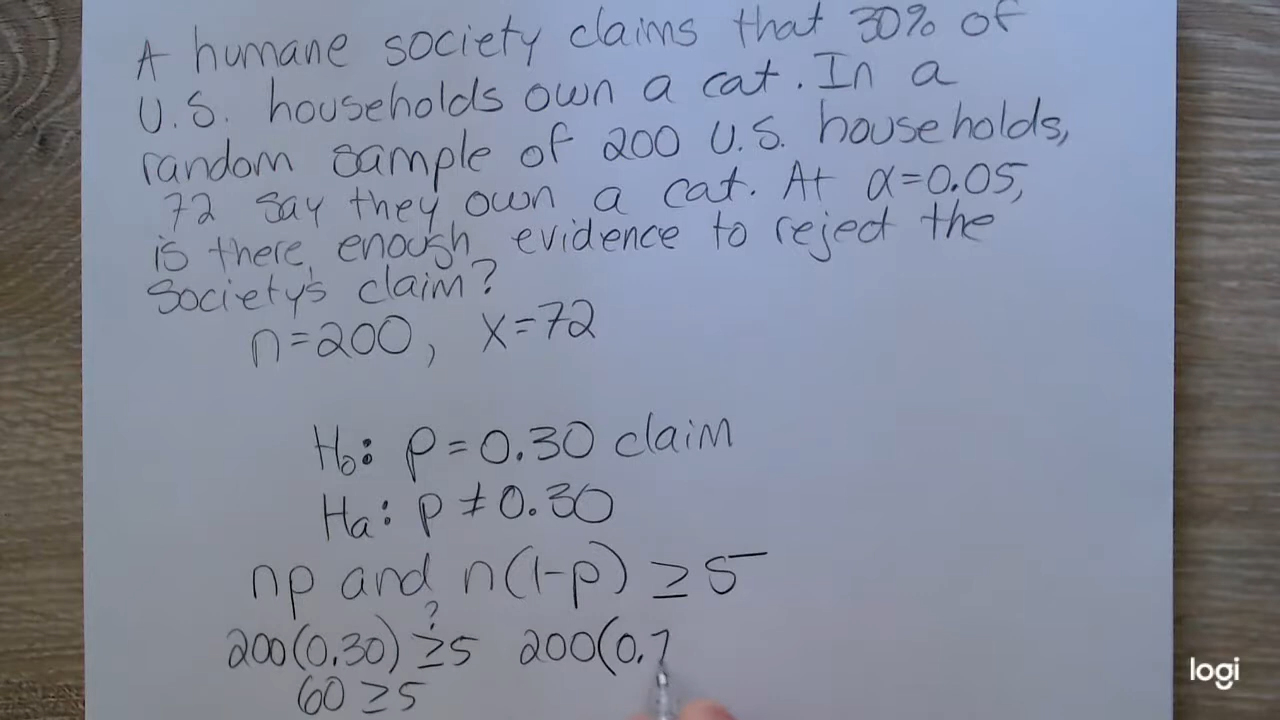 A humane society claims that 30% of
U.S. households own a cat. In a
random sample of 200 U.S. households,
72 say they own a cat. At α=0.05,
is there enough evidence to reject the
Society's claim?
n=200, x=72
H₀: p=0.30 claim
Hₐ: p≠0.30
np and n(1-p) ≥ 5
?
200(0.30) ≥5 200(0.7
60 ≥5
logi